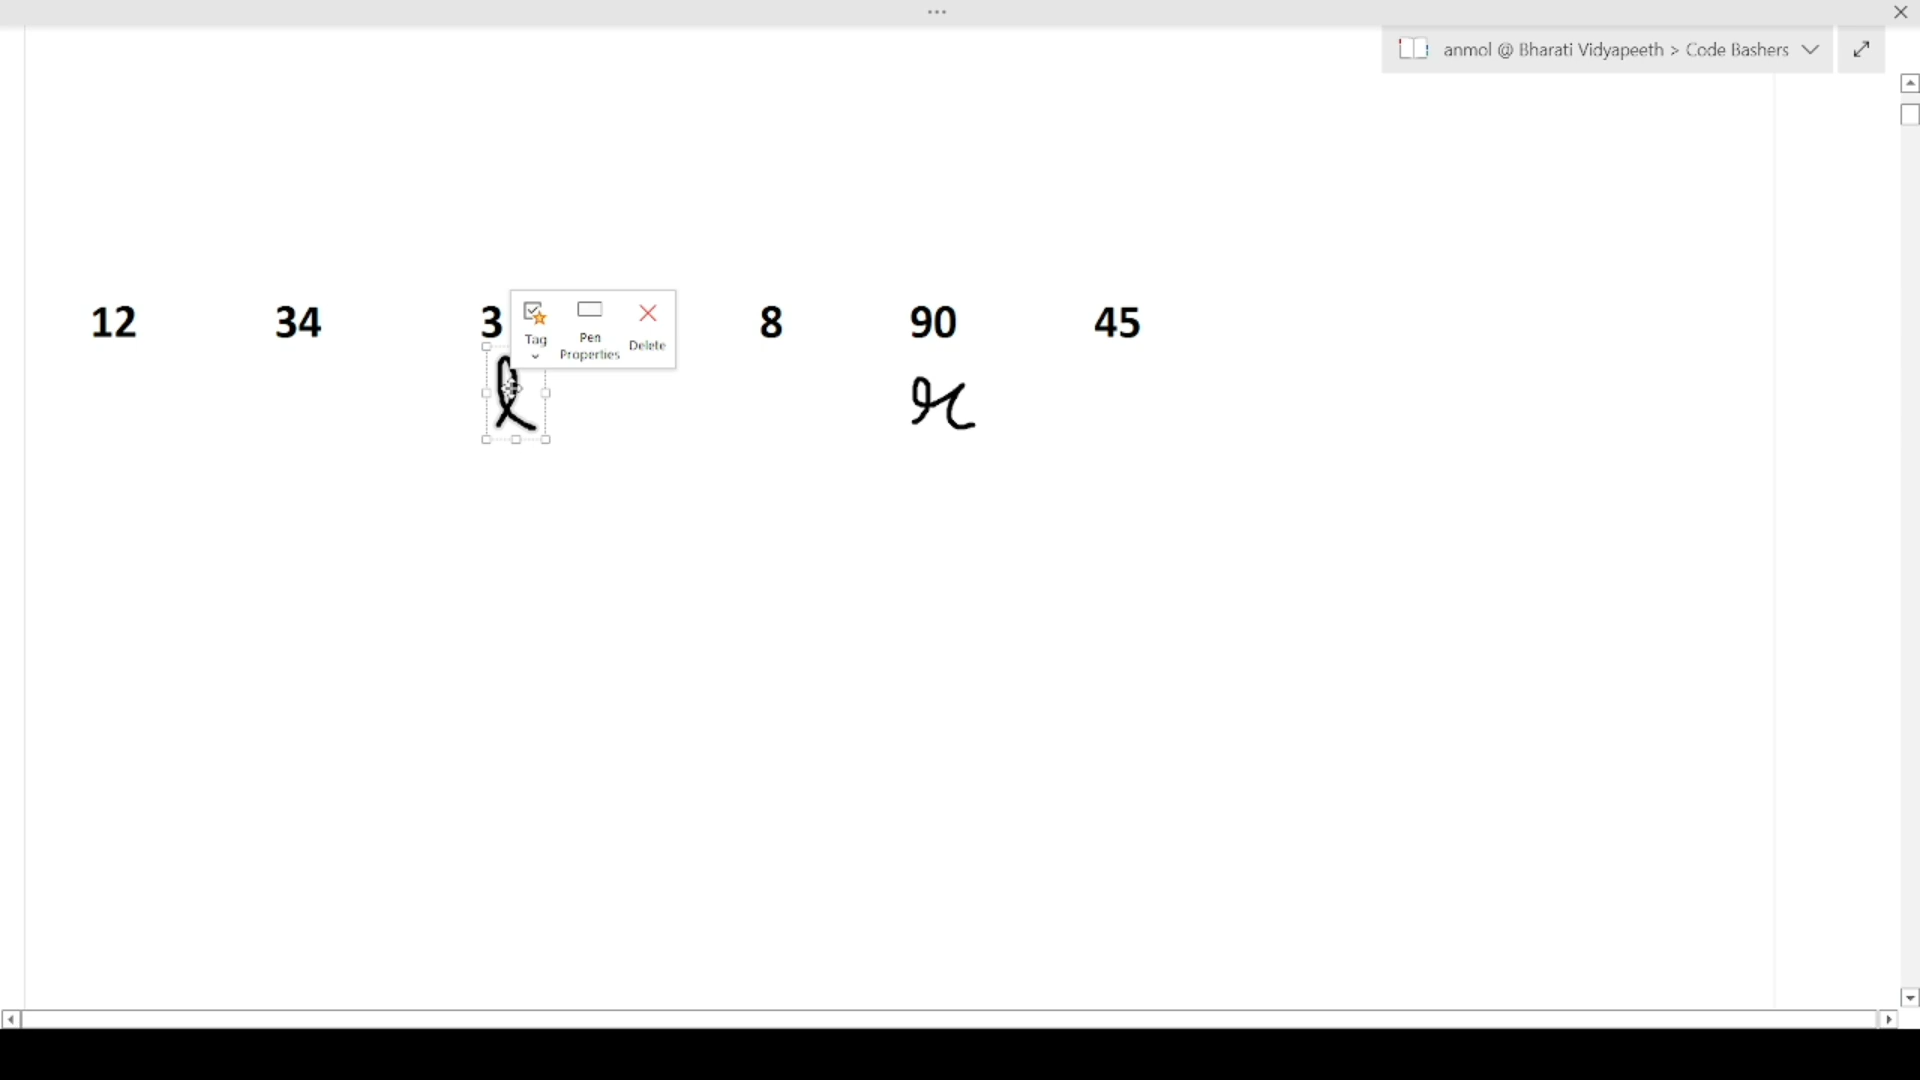 ...
anmol @ Bharati Vidyapeeth > Code Bashers
12 34 3 8 90 45
Tag Pen Properties Delete
l r